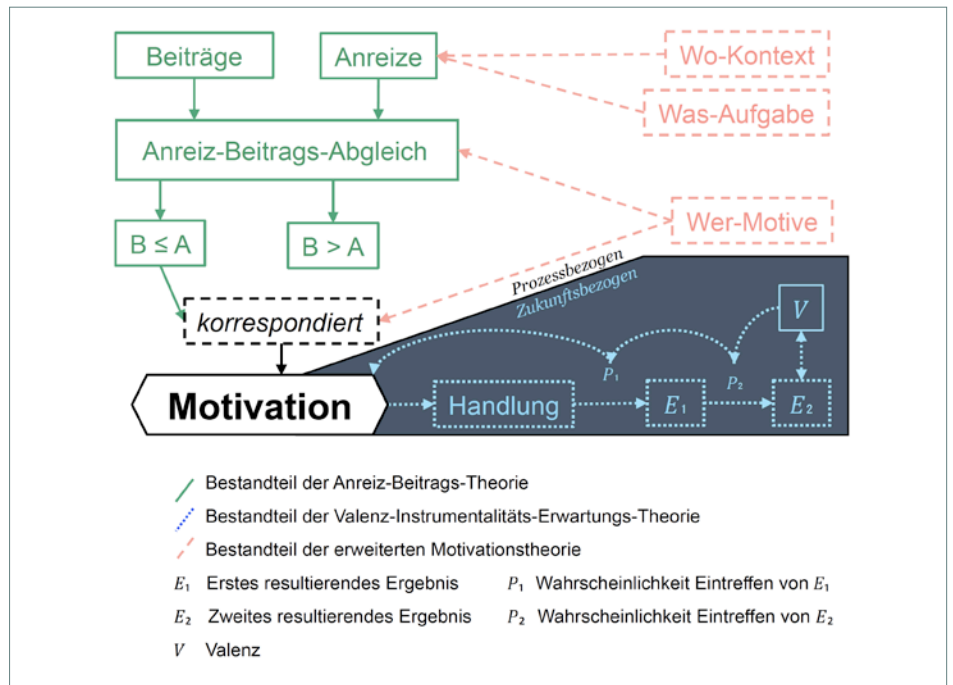 Beiträge
Anreize
Wo-Kontext
Was-Aufgabe
Anreiz-Beitrags-Abgleich
Wer-Motive
B ≤ A
B > A
Prozessbezogen
Zukunftsbezogen
korrespondiert
V
P₁
P₂
Motivation
Handlung
E₁
E₂
Bestandteil der Anreiz-Beitrags-Theorie
Bestandteil der Valenz-Instrumentalitäts-Erwartungs-Theorie
Bestandteil der erweiterten Motivationstheorie
E₁ Erstes resultierendes Ergebnis
P₁ Wahrscheinlichkeit Eintreffen von E₁
E₂ Zweites resultierendes Ergebnis
P₂ Wahrscheinlichkeit Eintreffen von E₂
V Valenz